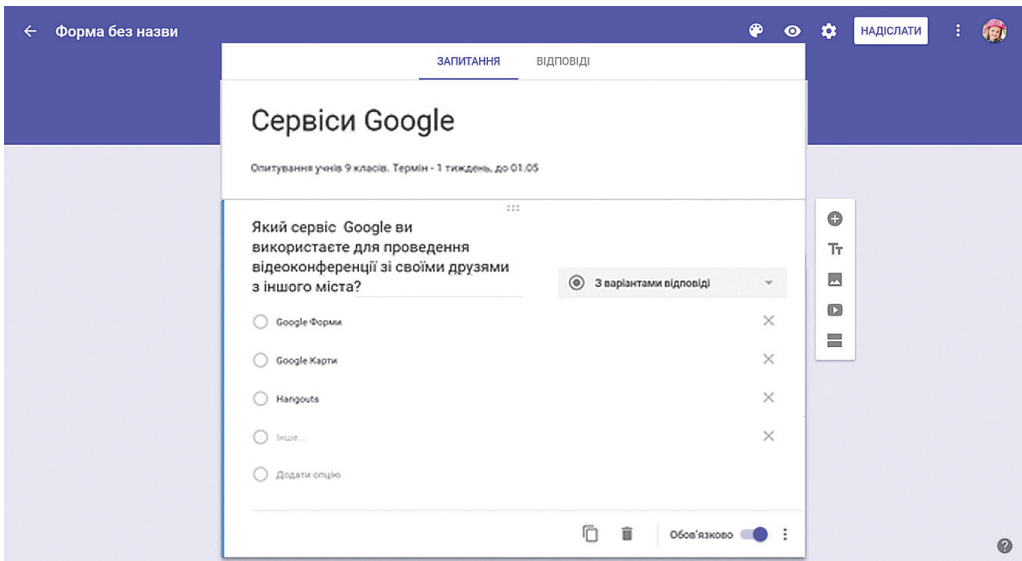 Форма без назви
НАДІСЛАТИ
ЗАПИТАННЯ ВІДПОВІДІ
Сервіси Google
Опитування учнів 9 класів. Термін - 1 тиждень, до 01.05
Який сервіс Google ви
використаєте для проведення
відеоконференції зі своїми друзями
з іншого міста?
З варіантами відповіді
Google Форми
Google Карти
Hangouts
Інше...
Додати опцію
Обов'язково